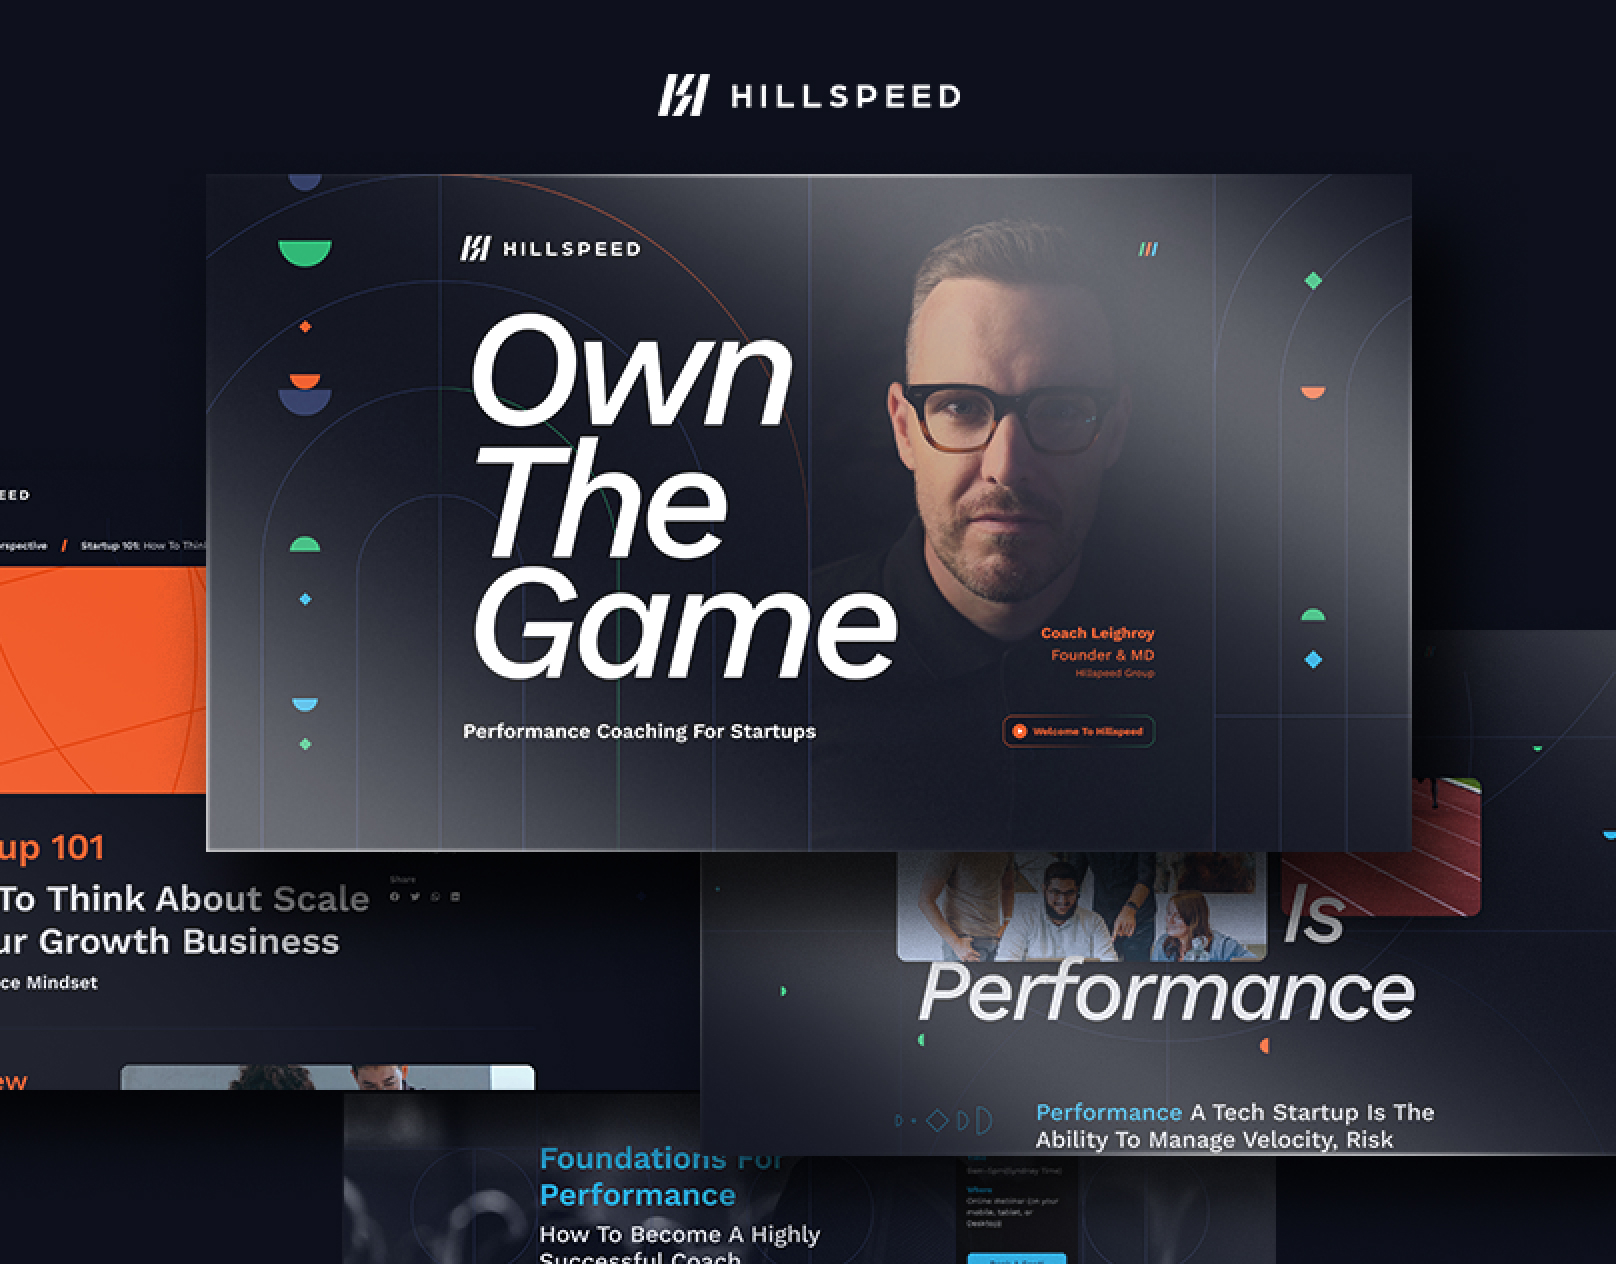 HILLSPEED
HILLSPEED
Own
The
Game
Performance Coaching For Startups
Coach Leighroy
Founder & MD
Hillspeed Group
Welcome To Hillspeed
EED
rspective / Startup 101: How To Thin
up 101
To Think About Scale
ur Growth Business
ce Mindset
Share
ew
Is
Performance
Performance A Tech Startup Is The
Ability To Manage Velocity, Risk
Foundations For
Performance
How To Become A Highly
Successful Coach
Where
Online Webinar (on your
mobile, tablet, or
Desktop)